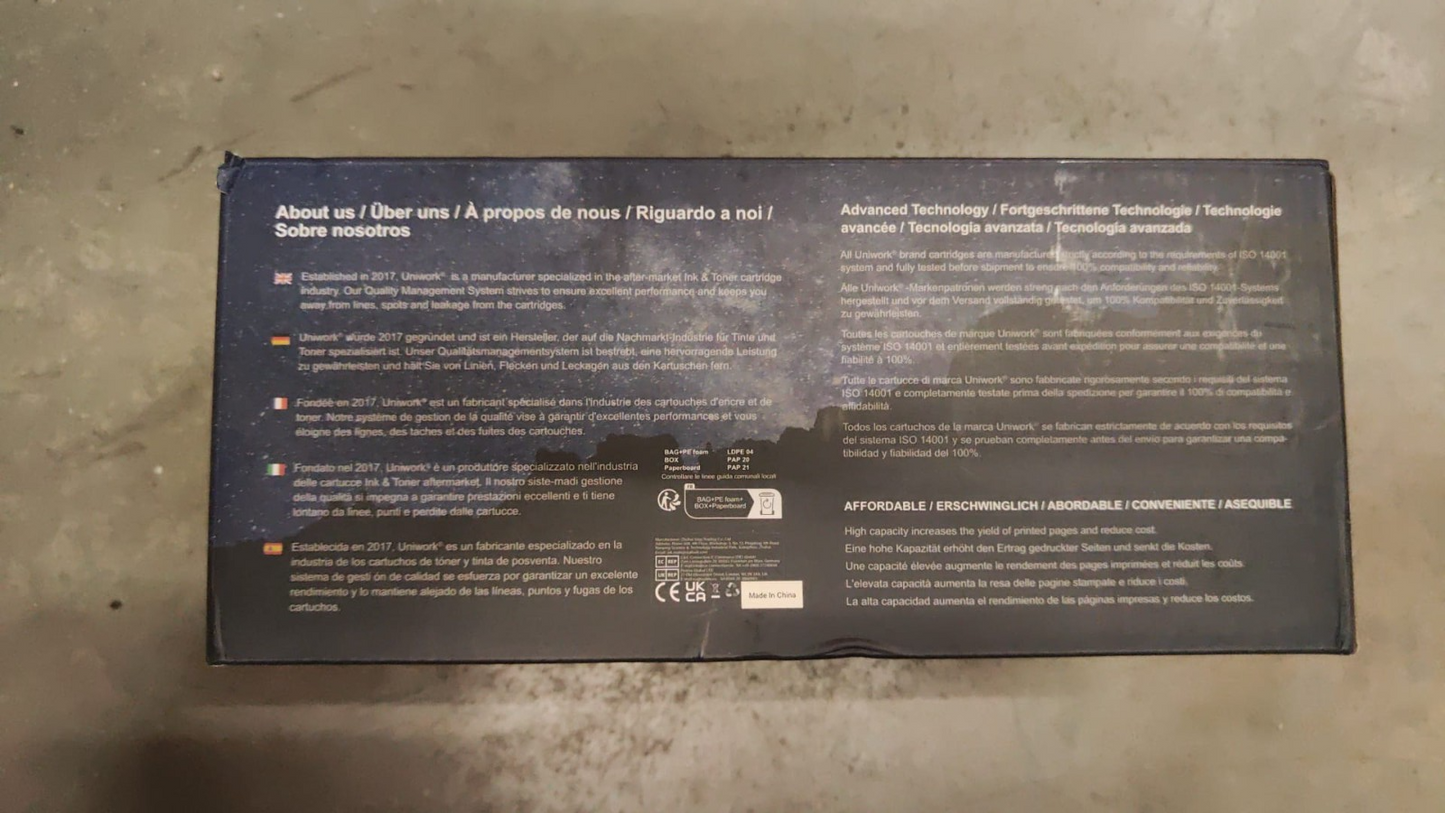 About us / Über uns / À propos de nous / Riguardo a noi /
Sobre nosotros
Established in 2017, Uniwork® is a manufacturer specialized in the after-market Ink & Toner cartridge
industry. Our Quality Management System strives to ensure excellent performance and keeps you
away from lines, spots and leakage from the cartridges.
Uniwork® wurde 2017 gegründet und ist ein Hersteller, der auf die Nachmarkt-Industrie für Tinte und
Toner spezialisiert ist. Unser Qualitätsmanagementsystem ist bestrebt, eine hervorragende Leistung
zu gewährleisten und hält Sie von Linien, Flecken und Leckagen aus den Kartuschen fern.
Fondée en 2017, Uniwork® est un fabricant spécialisé dans l'industrie des cartouches d'encre et de
toner. Notre système de gestion de la qualité vise à garantir d'excellentes performances et vous
éloigne des lignes, des taches et des fuites des cartouches.
Fondato nel 2017, Uniwork® è un produttore specializzato nell'industria
delle cartucce Ink & Toner aftermarket. Il nostro siste-madi gestione
della qualità si impegna a garantire prestazioni eccellenti e ti tiene
lontano da linee, punti e perdite dalle cartucce.
Establecida en 2017, Uniwork® es un fabricante especializado en la
industria de los cartuchos de tóner y tinta de posventa. Nuestro
sistema de gesti ón de calidad se esfuerza por garantizar un excelente
rendimiento y lo mantiene alejado de las líneas, puntos y fugas de los
cartuchos.
BAG+PE foam LDPE 04
BOX PAP 20
Paperboard PAP 21
Controllare le linee guida comunali locali
FR
BAG+PE foam+
BOX+Paperboard
EC REP
UK REP
CE UK CA
Made In China
Advanced Technology / Fortgeschrittene Technologie / Technologie
avancée / Tecnologia avanzata / Tecnología avanzada
All Uniwork® brand cartridges are manufactured strictly according to the requirements of ISO 14001
system and fully tested before shipment to ensure 100% compatibility and reliability.
Alle Uniwork® -Markenpatronen werden streng nach den Anforderungen des ISO 14001-Systems
hergestellt und vor dem Versand vollständig getestet, um 100% Kompatibilität und Zuverlässigkeit
zu gewährleisten.
Toutes les cartouches de marque Uniwork® sont fabriquées conformément aux exigences du
système ISO 14001 et entièrement testées avant expédition pour assurer une compatibilité et une
fiabilité à 100%.
Tutte le cartucce di marca Uniwork® sono fabbricate rigorosamente secondo i requisiti del sistema
ISO 14001 e completamente testate prima della spedizione per garantire il 100% di compatibilità e
affidabilità.
Todos los cartuchos de la marca Uniwork® se fabrican estrictamente de acuerdo con los requisitos
del sistema ISO 14001 y se prueban completamente antes del envío para garantizar una compa-
tibilidad y fiabilidad del 100%.
AFFORDABLE / ERSCHWINGLICH / ABORDABLE / CONVENIENTE / ASEQUIBLE
High capacity increases the yield of printed pages and reduce cost.
Eine hohe Kapazität erhöht den Ertrag gedruckter Seiten und senkt die Kosten.
Une capacité élevée augmente le rendement des pages imprimées et réduit les coûts.
L'elevata capacità aumenta la resa delle pagine stampate e riduce i costi.
La alta capacidad aumenta el rendimiento de las páginas impresas y reduce los costos.